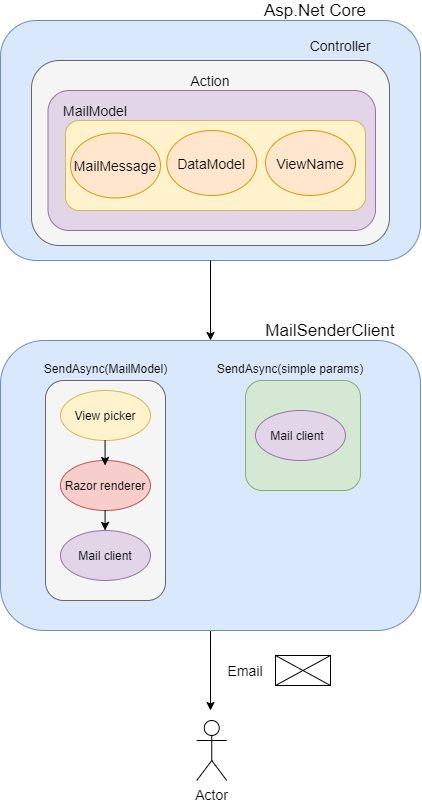 Asp.Net Core
Controller
Action
MailModel
MailMessage
DataModel
ViewName
MailSenderClient
SendAsync(MailModel)
SendAsync(simple params)
View picker
Mail client
Razor renderer
Mail client
Email
Actor